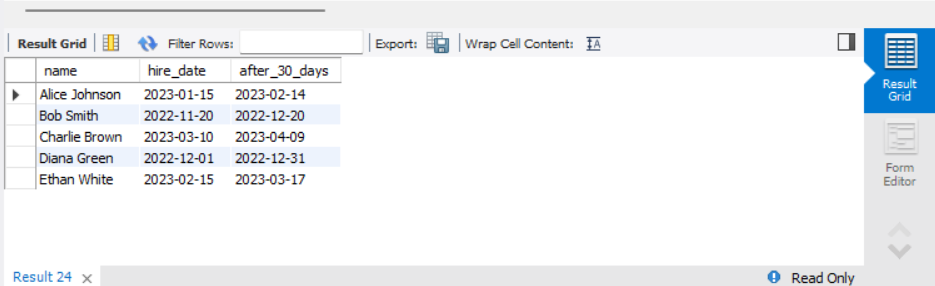 Result Grid Filter Rows: Export: Wrap Cell Content: IA
name hire_date after_30_days
Alice Johnson 2023-01-15 2023-02-14
Bob Smith 2022-11-20 2022-12-20
Charlie Brown 2023-03-10 2023-04-09
Diana Green 2022-12-01 2022-12-31
Ethan White 2023-02-15 2023-03-17
Result
Grid
Form
Editor
Result 24 × Read Only